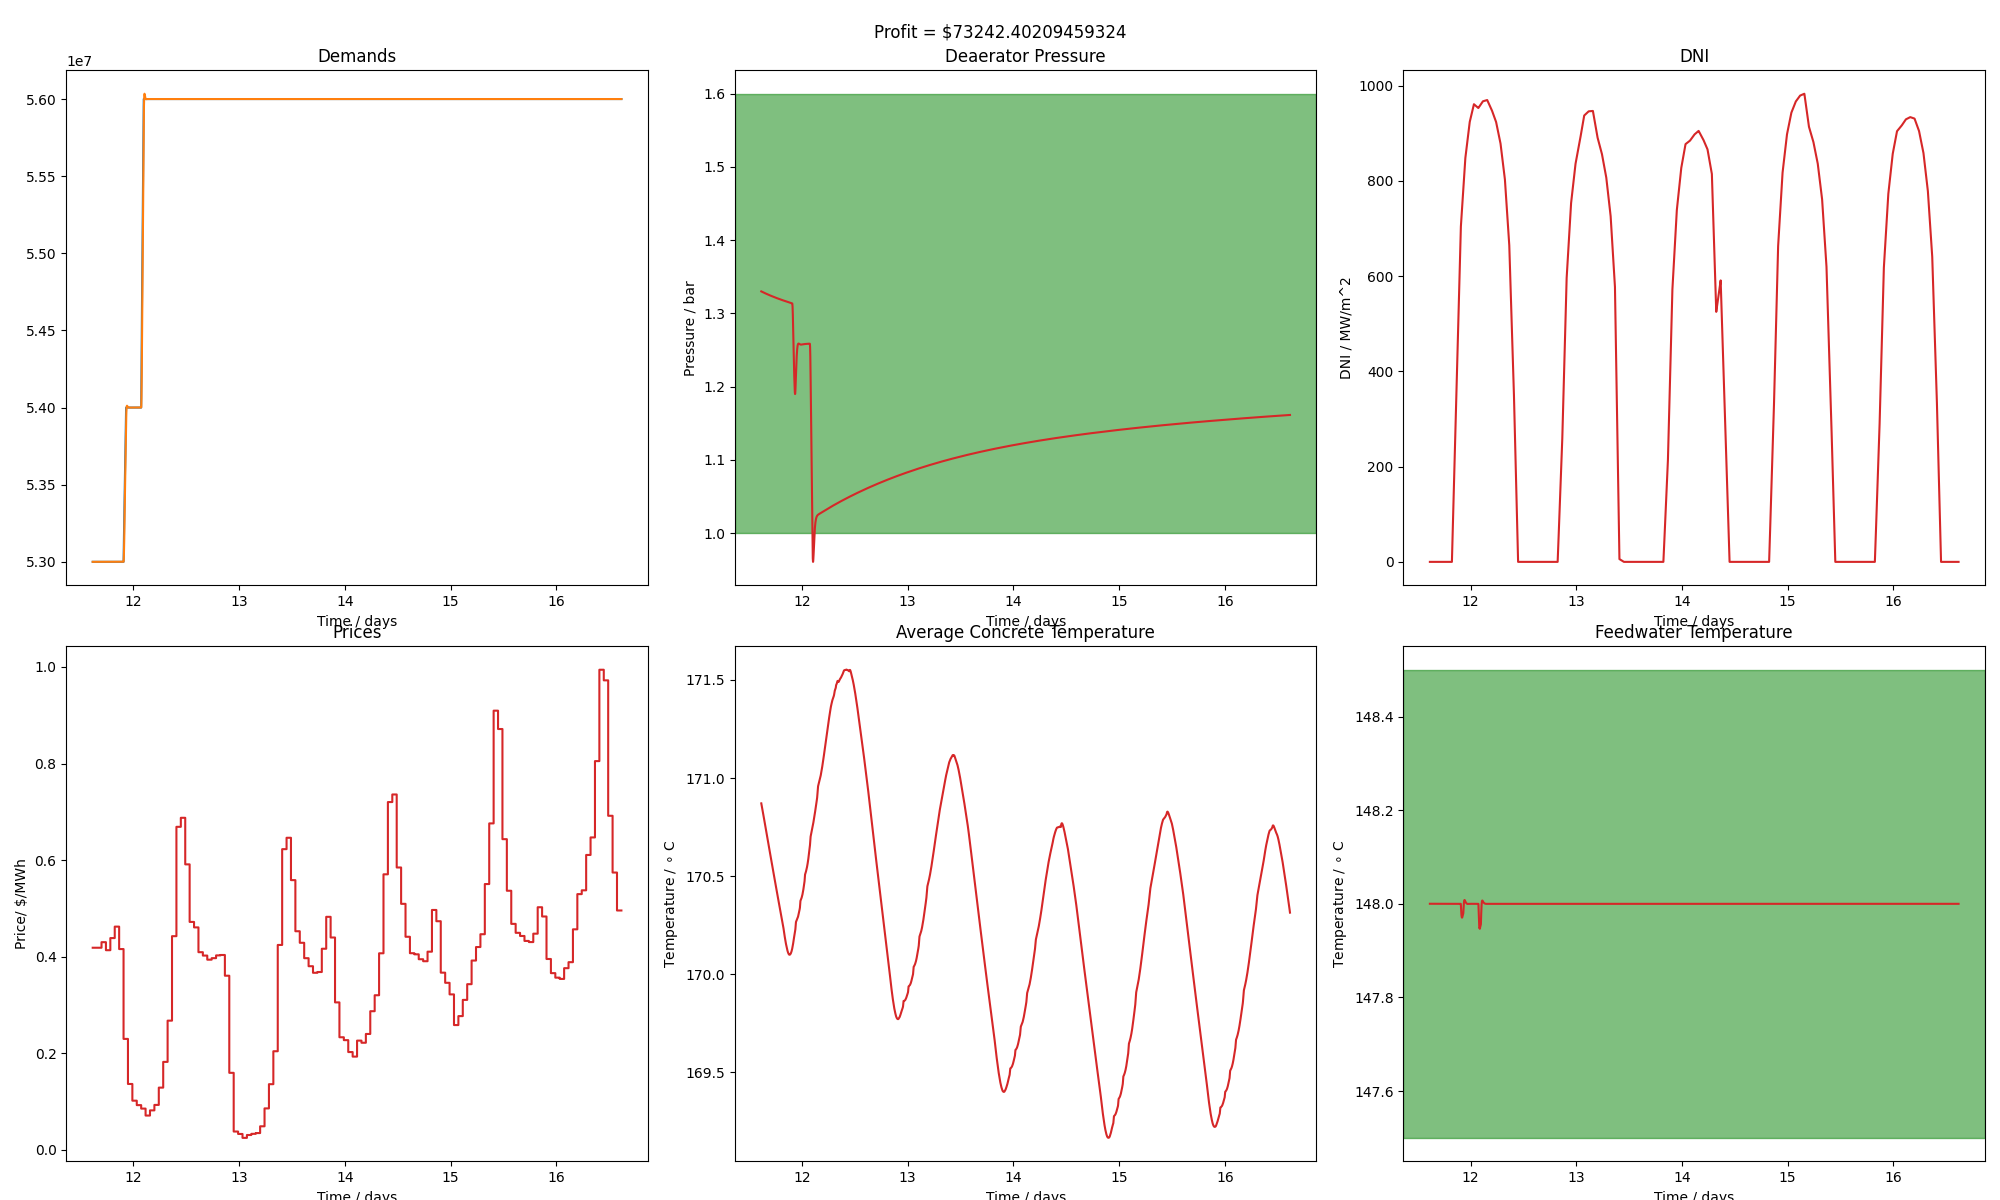 Profit = $73242.40209459324
Demands
1e7
5.60
5.55
5.50
5.45
5.40
5.35
5.30
12 13 14 15 16
Time / days
Deaerator Pressure
Pressure / bar
1.6
1.5
1.4
1.3
1.2
1.1
1.0
12 13 14 15 16
Time / days
DNI
DNI / MW/m^2
1000
800
600
400
200
0
12 13 14 15 16
Time / days
Prices
Price/ $/MWh
1.0
0.8
0.6
0.4
0.2
0.0
12 13 14 15 16
Time / days
Average Concrete Temperature
Temperature / ∘ C
171.5
171.0
170.5
170.0
169.5
12 13 14 15 16
Time / days
Feedwater Temperature
Temperature / ∘ C
148.4
148.2
148.0
147.8
147.6
12 13 14 15 16
Time / days